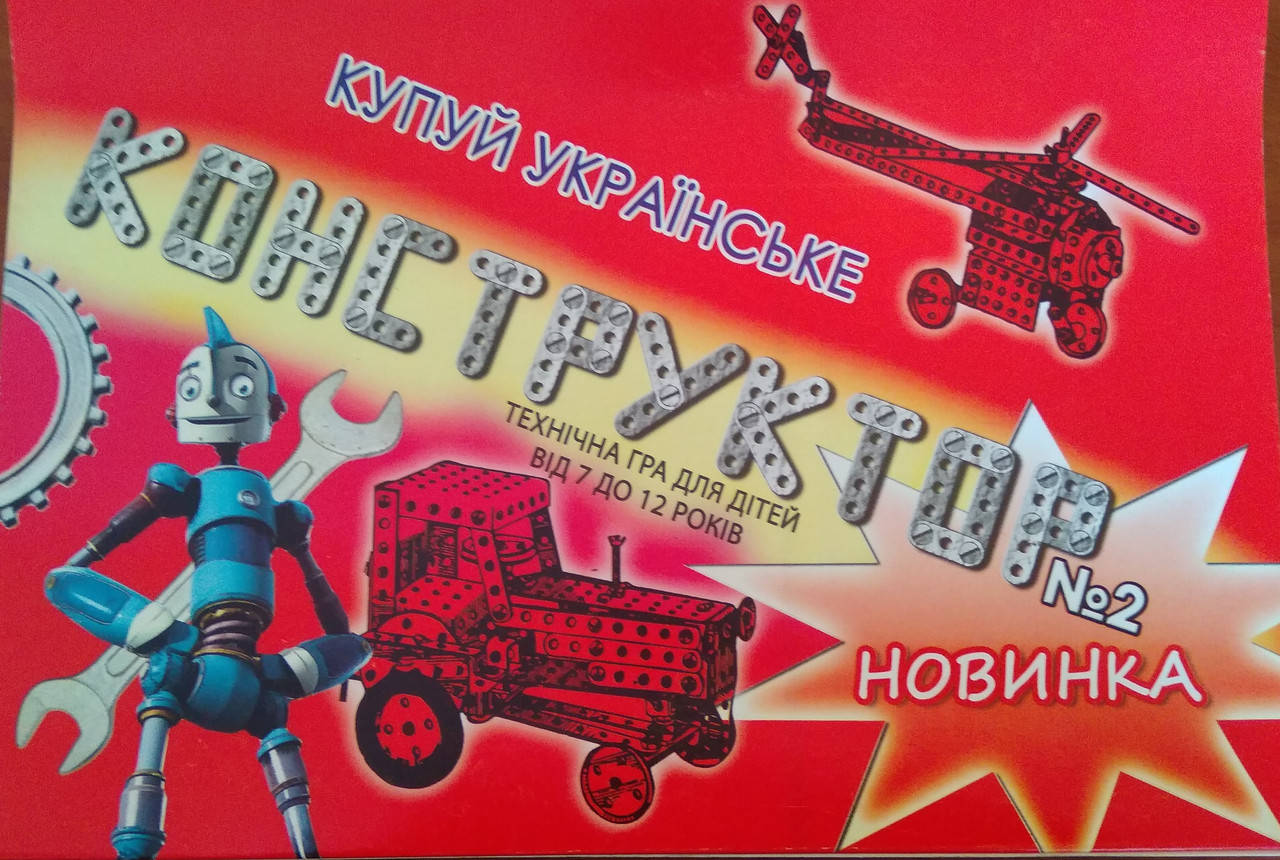 КУПУЙ УКРАЇНСЬКЕ
КОНСТРУКТОР
№2
ТЕХНІЧНА ГРА ДЛЯ ДІТЕЙ
ВІД 7 ДО 12 РОКІВ
НОВИНКА